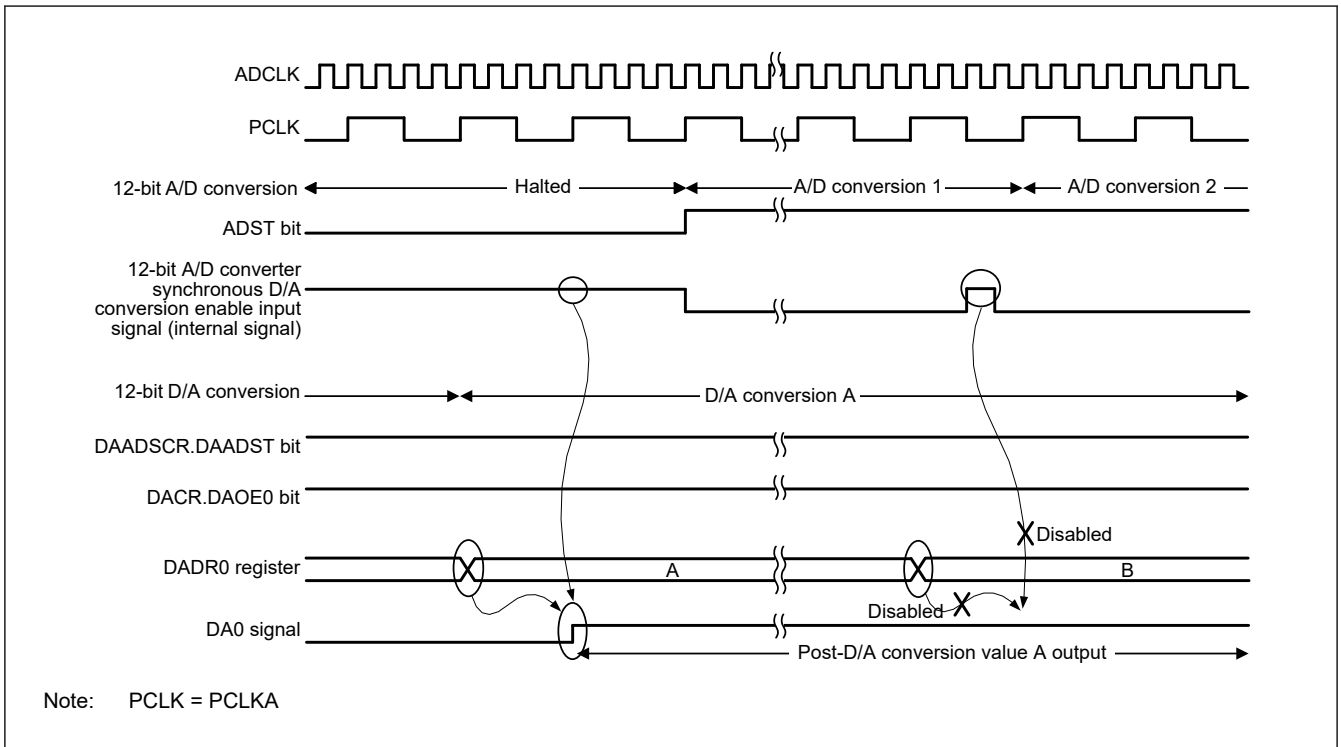 ADCLK
PCLK
12-bit A/D conversion
Halted
A/D conversion 1
A/D conversion 2
ADST bit
12-bit A/D converter
synchronous D/A
conversion enable input
signal (internal signal)
12-bit D/A conversion
D/A conversion A
DAADSCR.DAADST bit
DACR.DAOE0 bit
Disabled
DADR0 register
A
B
Disabled
DA0 signal
Post-D/A conversion value A output
Note: PCLK = PCLKA